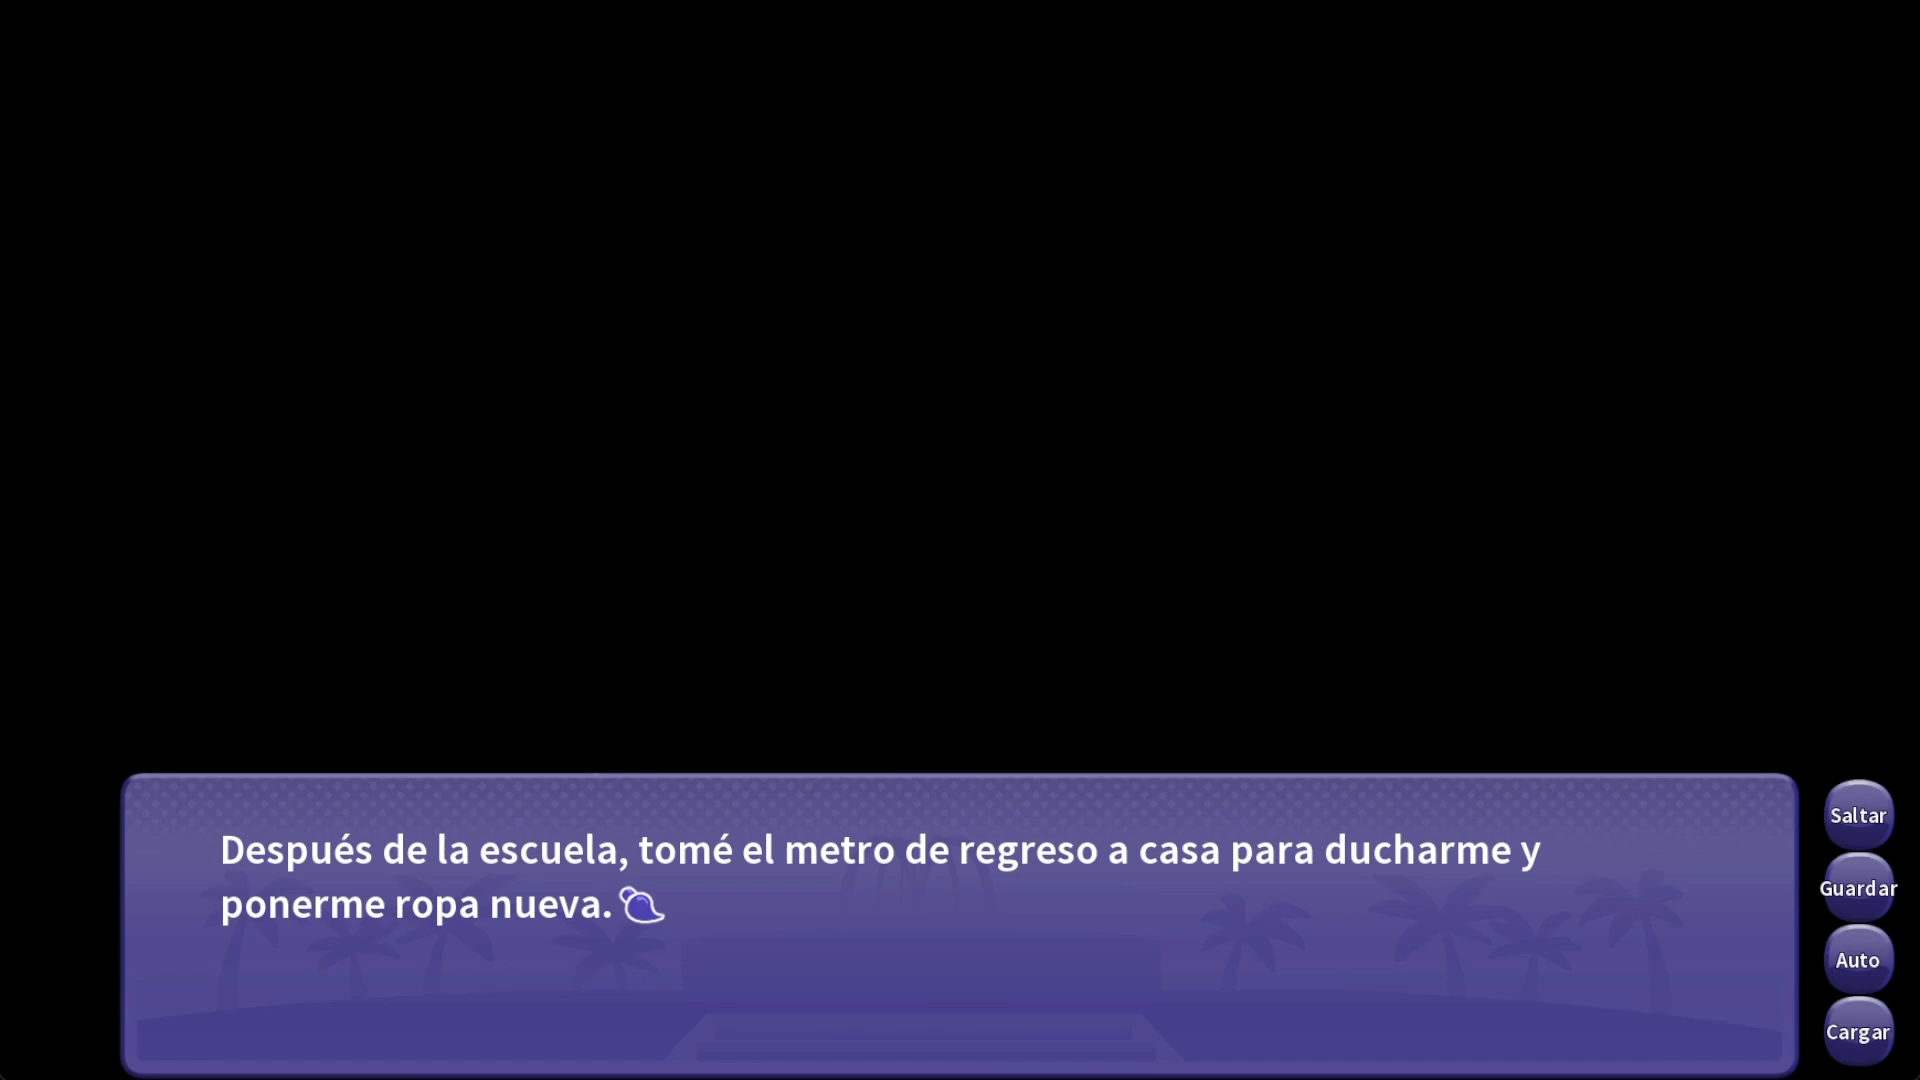 Después de la escuela, tomé el metro de regreso a casa para ducharme y
ponerme ropa nueva.
Saltar
Guardar
Auto
Cargar